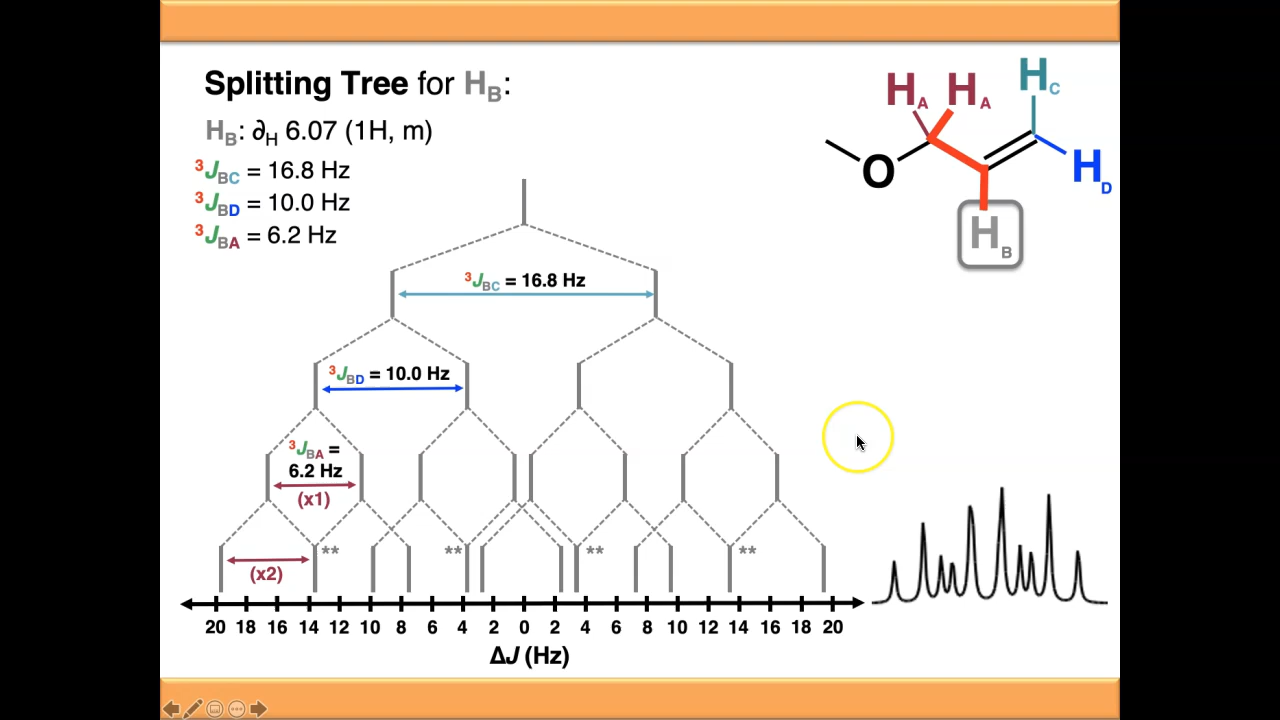 Splitting Tree for HB:
HB: ∂H 6.07 (1H, m)
3JBC = 16.8 Hz
3JBD = 10.0 Hz
3JBA = 6.2 Hz
HA HA HC
O HD
HB
3JBC = 16.8 Hz
3JBD = 10.0 Hz
3JBA =
6.2 Hz
(x1)
** ** ** **
(x2)
20 18 16 14 12 10 8 6 4 2 0 2 4 6 8 10 12 14 16 18 20
ΔJ (Hz)